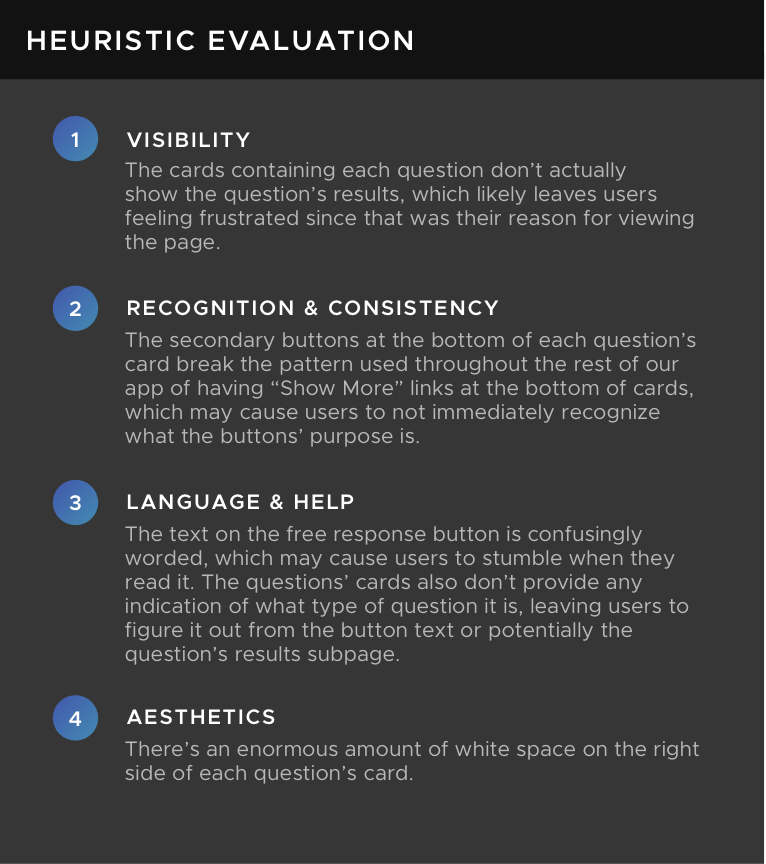 HEURISTIC EVALUATION
1
VISIBILITY
The cards containing each question don’t actually
show the question’s results, which likely leaves users
feeling frustrated since that was their reason for viewing
the page.
2
RECOGNITION & CONSISTENCY
The secondary buttons at the bottom of each question’s
card break the pattern used throughout the rest of our
app of having “Show More” links at the bottom of cards,
which may cause users to not immediately recognize
what the buttons’ purpose is.
3
LANGUAGE & HELP
The text on the free response button is confusingly
worded, which may cause users to stumble when they
read it. The questions’ cards also don’t provide any
indication of what type of question it is, leaving users to
figure it out from the button text or potentially the
question’s results subpage.
4
AESTHETICS
There’s an enormous amount of white space on the right
side of each question’s card.